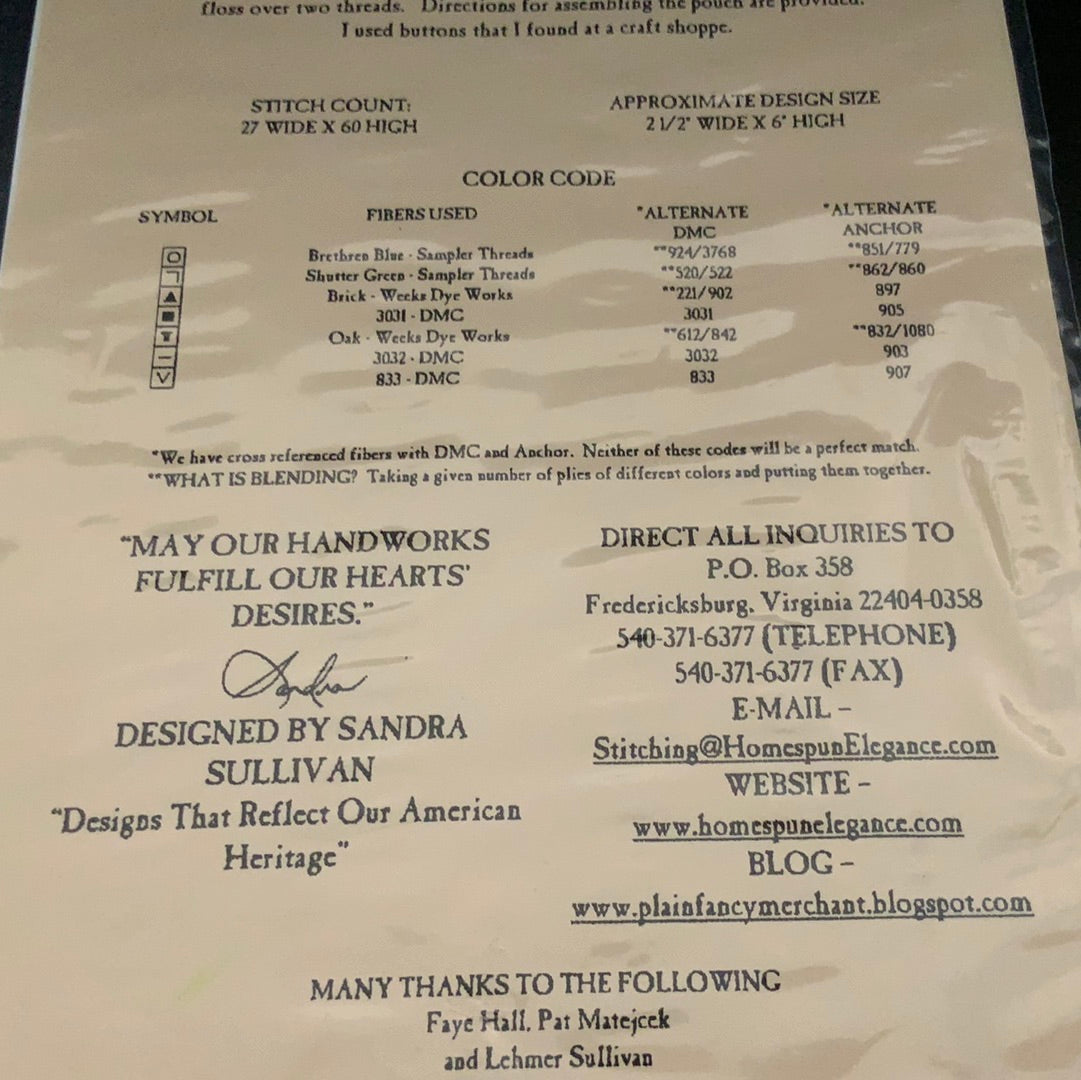 floss over two threads. Directions for assembling the pouch are provided.
I used buttons that I found at a craft shoppe.
STITCH COUNT:
27 WIDE X 60 HIGH
APPROXIMATE DESIGN SIZE
2 1/2" WIDE X 6" HIGH
COLOR CODE
SYMBOL FIBERS USED *ALTERNATE DMC *ALTERNATE ANCHOR
Brethren Blue - Sampler Threads **924/3768 **851/779
Shutter Green - Sampler Threads **520/522 **862/860
Brick - Weeks Dye Works **221/902 897
3031 - DMC 3031 905
Oak - Weeks Dye Works **612/842 **832/1080
3032 - DMC 3032 903
833 - DMC 833 907
*We have cross referenced fibers with DMC and Anchor. Neither of these codes will be a perfect match.
**WHAT IS BLENDING? Taking a given number of plies of different colors and putting them together.
"MAY OUR HANDWORKS
FULFILL OUR HEARTS'
DESIRES."
Sandra
DESIGNED BY SANDRA
SULLIVAN
"Designs That Reflect Our American
Heritage"
DIRECT ALL INQUIRIES TO
P.O. Box 358
Fredericksburg, Virginia 22404-0358
540-371-6377 (TELEPHONE)
540-371-6377 (FAX)
E-MAIL -
Stitching@HomespunElegance.com
WEBSITE -
www.homespunelegance.com
BLOG -
www.plainfancymerchant.blogspot.com
MANY THANKS TO THE FOLLOWING
Faye Hall, Pat Matejcek
and Lehmer Sullivan